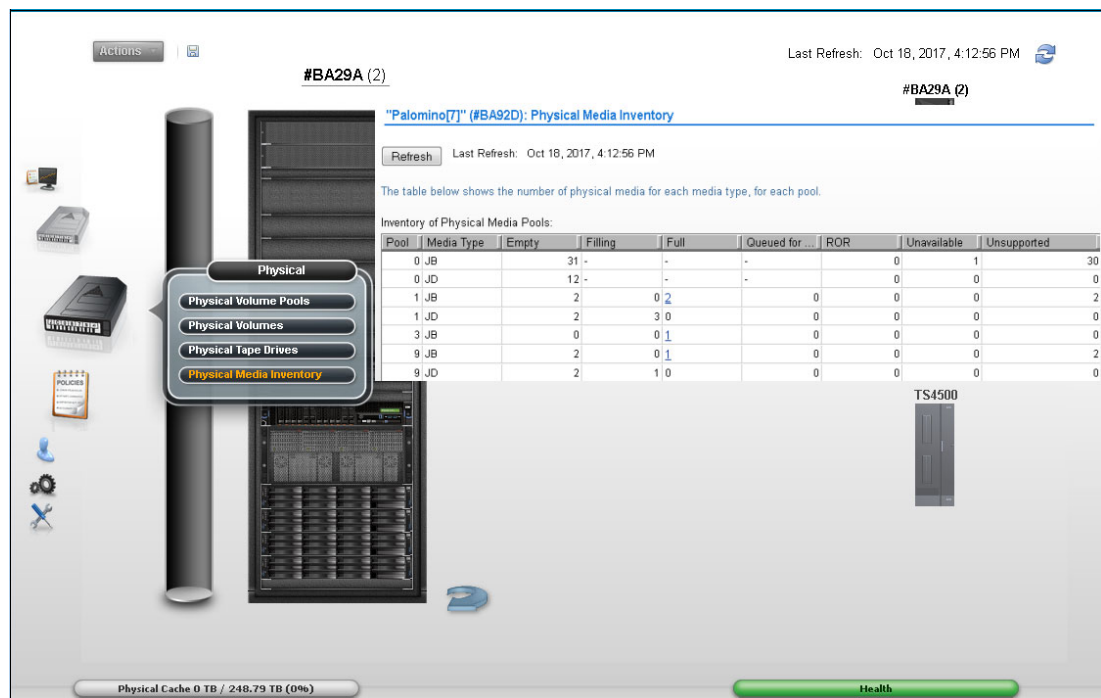 Actions
Last Refresh: Oct 18, 2017, 4:12:56 PM
#BA29A (2)
#BA29A (2)
"Palomino[7]" (#BA92D): Physical Media Inventory
Refresh Last Refresh: Oct 18, 2017, 4:12:56 PM
The table below shows the number of physical media for each media type, for each pool.
Inventory of Physical Media Pools:
Pool Media Type Empty Filling Full Queued for ... ROR Unavailable Unsupported
0 JB 31 - - - 0 1 30
0 JD 12 - - - 0 0 0
1 JB 2 0 2 0 0 0 2
1 JD 2 3 0 0 0 0 0
3 JB 0 0 1 0 0 0 0
9 JB 2 0 1 0 0 0 2
9 JD 2 1 0 0 0 0 0
Physical
Physical Volume Pools
Physical Volumes
Physical Tape Drives
Physical Media Inventory
POLICIES
TS4500
Physical Cache 0 TB / 248.79 TB (0%)
Health